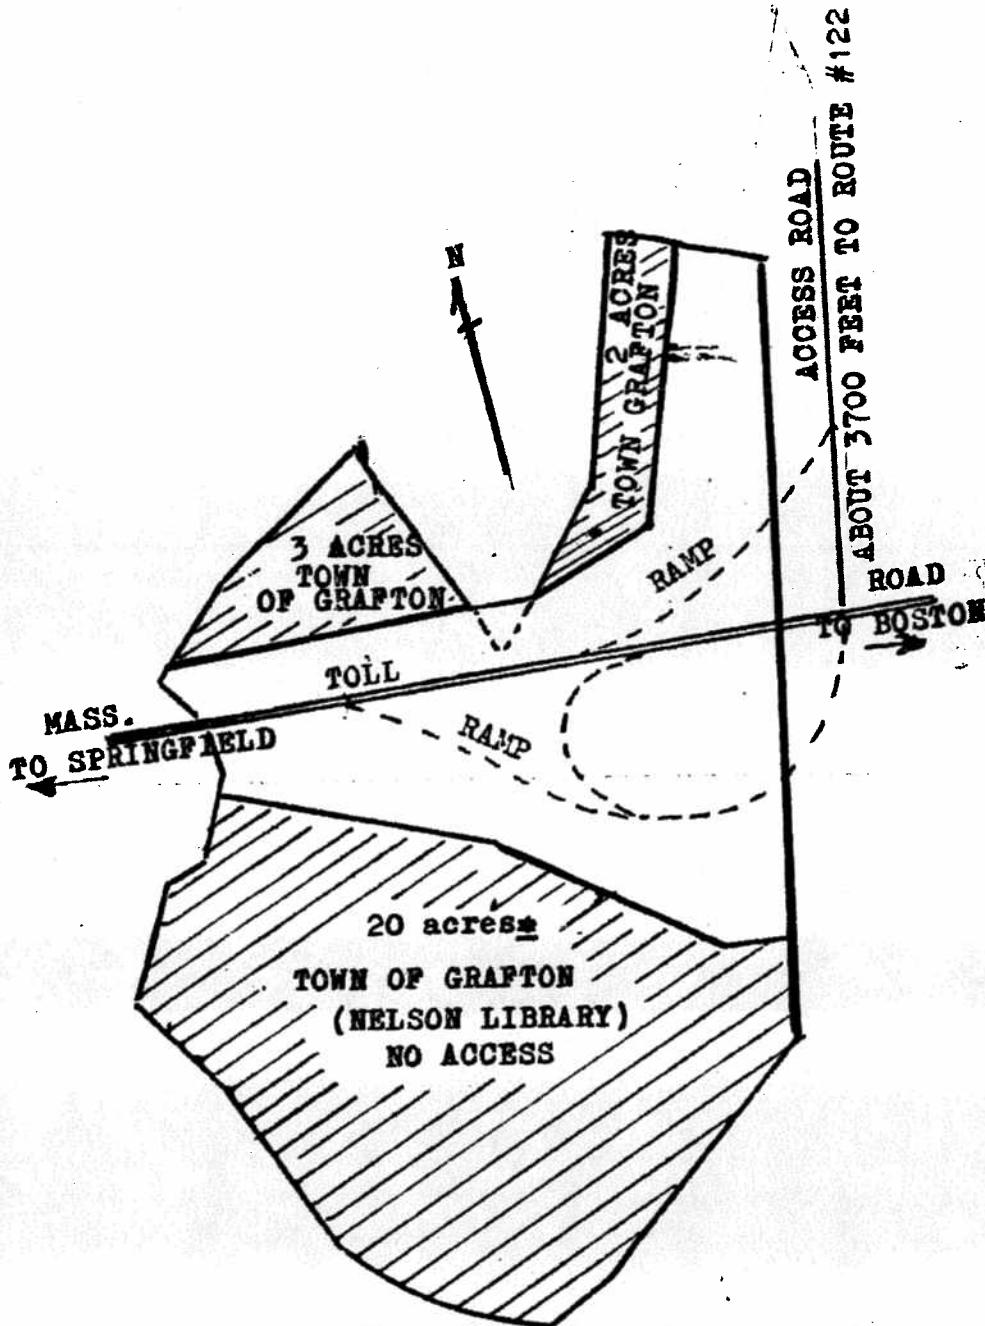 ACCESS ROAD
ABOUT 3700 FEET TO ROUTE #122
N
2 ACRES
TOWN GRAFTON
3 ACRES
TOWN
OF GRAFTON
RAMP
ROAD
TO BOSTON
TOLL
MASS.
TO SPRINGFIELD
RAMP
20 acres±
TOWN OF GRAFTON
(NELSON LIBRARY)
NO ACCESS